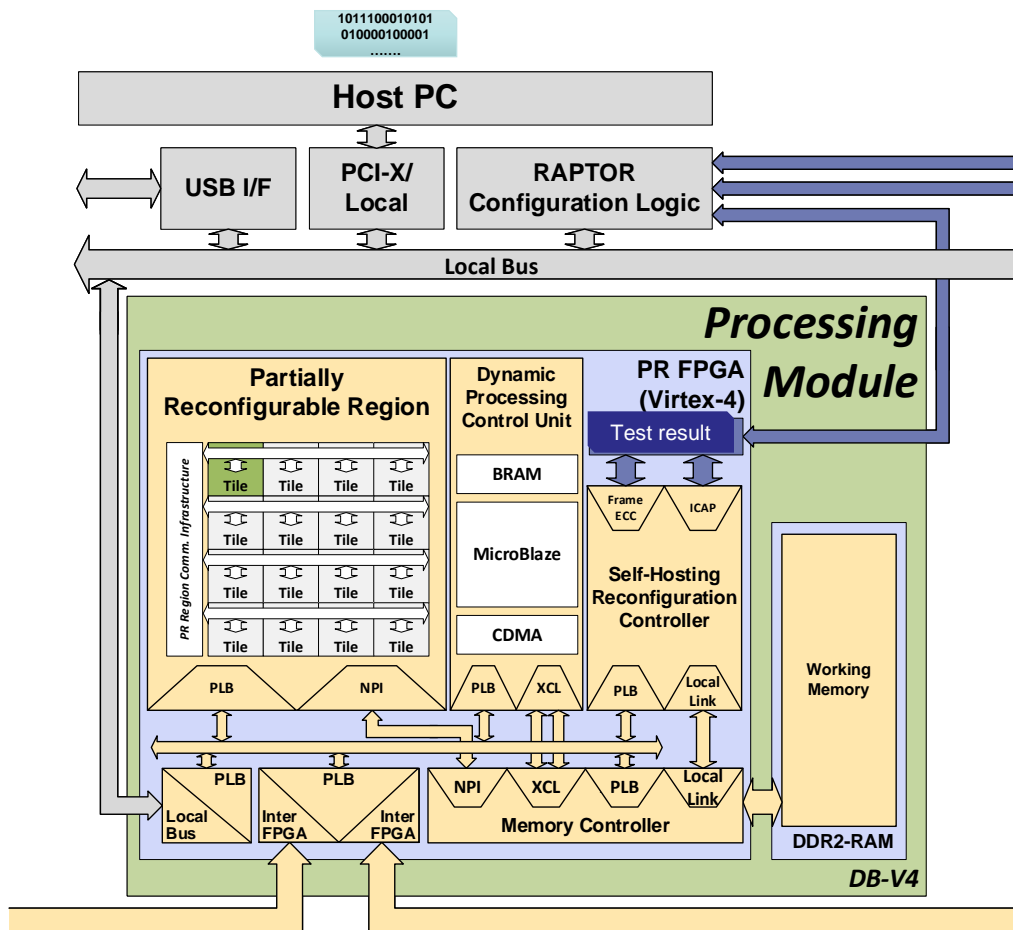 1011100010101
010000100001
.......
Host PC
USB I/F
PCI-X/
Local
RAPTOR
Configuration Logic
Local Bus
Processing
Module
Partially
Reconfigurable Region
Dynamic
Processing
Control Unit
PR FPGA
(Virtex-4)
Test result
PR Region Comm. Infrastructure
Tile Tile Tile Tile
Tile Tile Tile Tile
Tile Tile Tile Tile
Tile Tile Tile Tile
BRAM
MicroBlaze
CDMA
Frame
ECC
ICAP
Self-Hosting
Reconfiguration
Controller
Working
Memory
PLB
NPI
PLB
XCL
PLB
Local
Link
PLB
Local
Bus
PLB
Inter
FPGA
Inter
FPGA
NPI
XCL
PLB
Local
Link
Memory Controller
DDR2-RAM
DB-V4